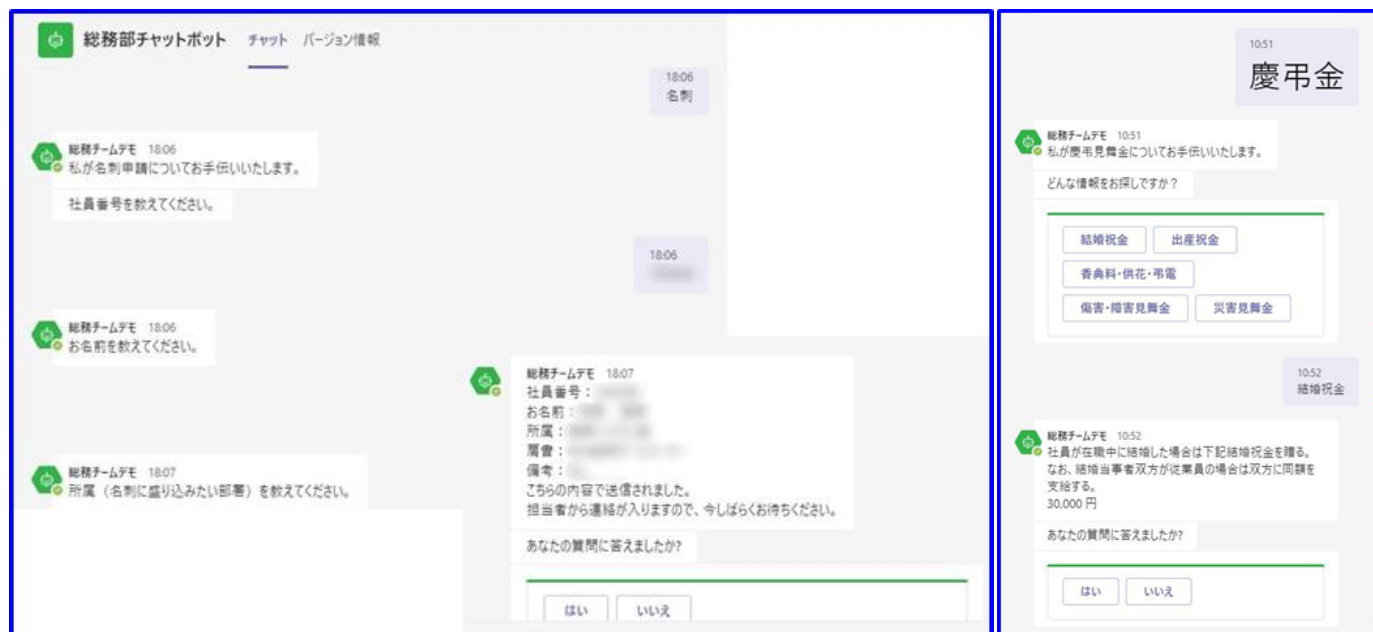 総務部チャットボット チャット バージョン情報
18:06
名刺
総務チームデモ 18:06
私が名刺申請についてお手伝いいたします。
社員番号を教えてください。
18:06
総務チームデモ 18:06
お名前を教えてください。
総務チームデモ 18:07
所属（名刺に盛り込みたい部署）を教えてください。
総務チームデモ 18:07
社員番号：
お名前：
所属：
肩書：
備考：
こちらの内容で送信されました。
担当者から連絡が入りますので、今しばらくお待ちください。
あなたの質問に答えましたか?
はい いいえ
10:51
慶弔金
総務チームデモ 10:51
私が慶弔見舞金についてお手伝いいたします。
どんな情報をお探しですか？
結婚祝金 出産祝金
香典料・供花・弔電
傷害・障害見舞金 災害見舞金
10:52
結婚祝金
総務チームデモ 10:52
社員が在職中に結婚した場合は下記結婚祝金を贈る。
なお、結婚当事者双方が従業員の場合は双方に同額を
支給する。
30,000 円
あなたの質問に答えましたか?
はい いいえ